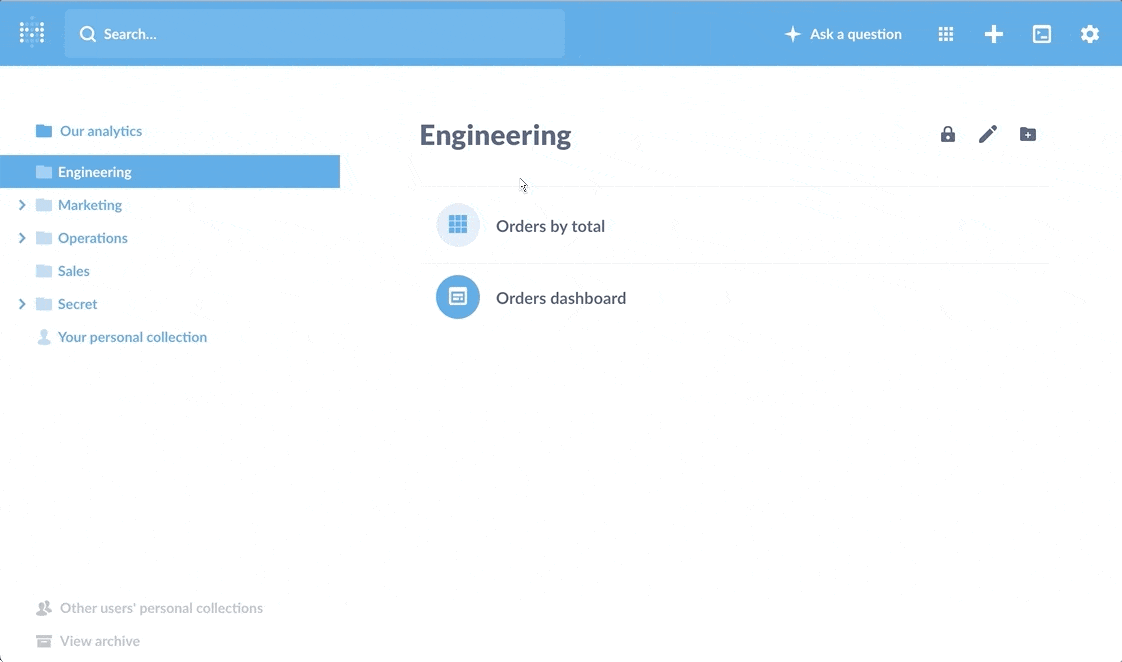 Search...
Ask a question
Our analytics
Engineering
Marketing
Operations
Sales
Secret
Your personal collection
Other users' personal collections
View archive
Engineering
Orders by total
Orders dashboard